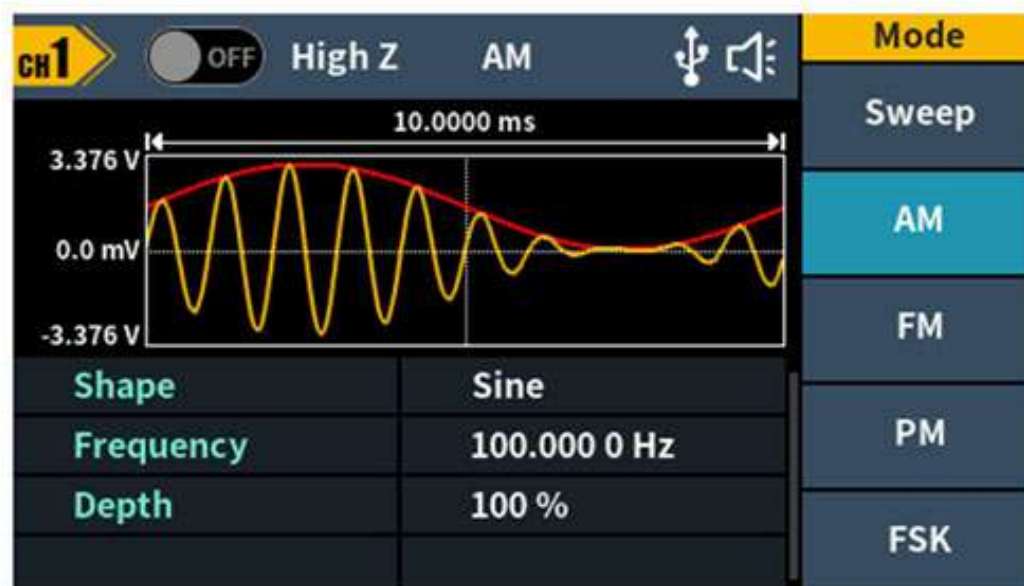 CH1 OFF High Z AM
Mode
Sweep
AM
FM
PM
FSK
10.0000 ms
3.376 V
0.0 mV
-3.376 V
Shape Sine
Frequency 100.000 0 Hz
Depth 100 %